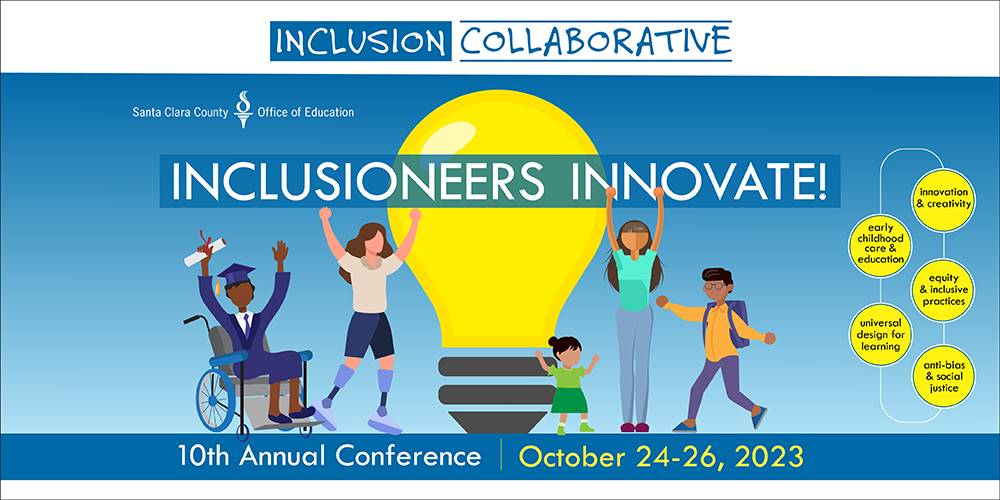 INCLUSION COLLABORATIVE
Santa Clara County Office of Education
INCLUSIONEERS INNOVATE!
innovation
& creativity
early
childhood
care &
education
equity
& inclusive
practices
universal
design for
learning
anti-bias
& social
justice
10th Annual Conference | October 24-26, 2023